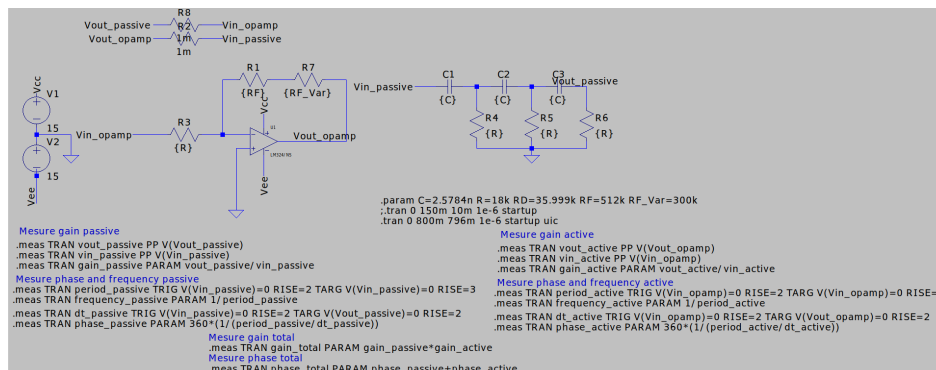 R8
Vout_passive
Vin_opamp
R2
Vout_opamp
1m
Vin_passive
1m
R1
R7
{RF}
{RF_Var}
Vcc
V1
15
Vcc
Vin_opamp
R3
{R}
U1
LM324/NS
Vout_opamp
V2
15
Vee
Vee
Vin_passive
C1
C2
C3
Vout_passive
{C}
{C}
{C}
R4
R5
R6
{R}
{R}
{R}
.param C=2.5784n R=18k RD=35.999k RF=512k RF_Var=300k
;.tran 0 150m 10m 1e-6 startup
.tran 0 800m 796m 1e-6 startup uic
Mesure gain passive
.meas TRAN vout_passive PP V(Vout_passive)
.meas TRAN vin_passive PP V(Vin_passive)
.meas TRAN gain_passive PARAM vout_passive/vin_passive
Mesure phase and frequency passive
.meas TRAN period_passive TRIG V(Vin_passive)=0 RISE=2 TARG V(Vin_passive)=0 RISE=3
.meas TRAN frequency_passive PARAM 1/period_passive
.meas TRAN dt_passive TRIG V(Vin_passive)=0 RISE=2 TARG V(Vout_passive)=0 RISE=2
.meas TRAN phase_passive PARAM 360*(1/(period_passive/dt_passive))
Mesure gain active
.meas TRAN vout_active PP V(Vout_opamp)
.meas TRAN vin_active PP V(Vin_opamp)
.meas TRAN gain_active PARAM vout_active/vin_active
Mesure phase and frequency active
.meas TRAN period_active TRIG V(Vin_opamp)=0 RISE=2 TARG V(Vin_opamp)=0 RISE=
.meas TRAN frequency_active PARAM 1/period_active
.meas TRAN dt_active TRIG V(Vin_opamp)=0 RISE=2 TARG V(Vout_opamp)=0 RISE=2
.meas TRAN phase_active PARAM 360*(1/(period_active/dt_active))
Mesure gain total
.meas TRAN gain_total PARAM gain_passive*gain_active
Mesure phase total
.meas TRAN phase_total PARAM phase_passive+phase_active